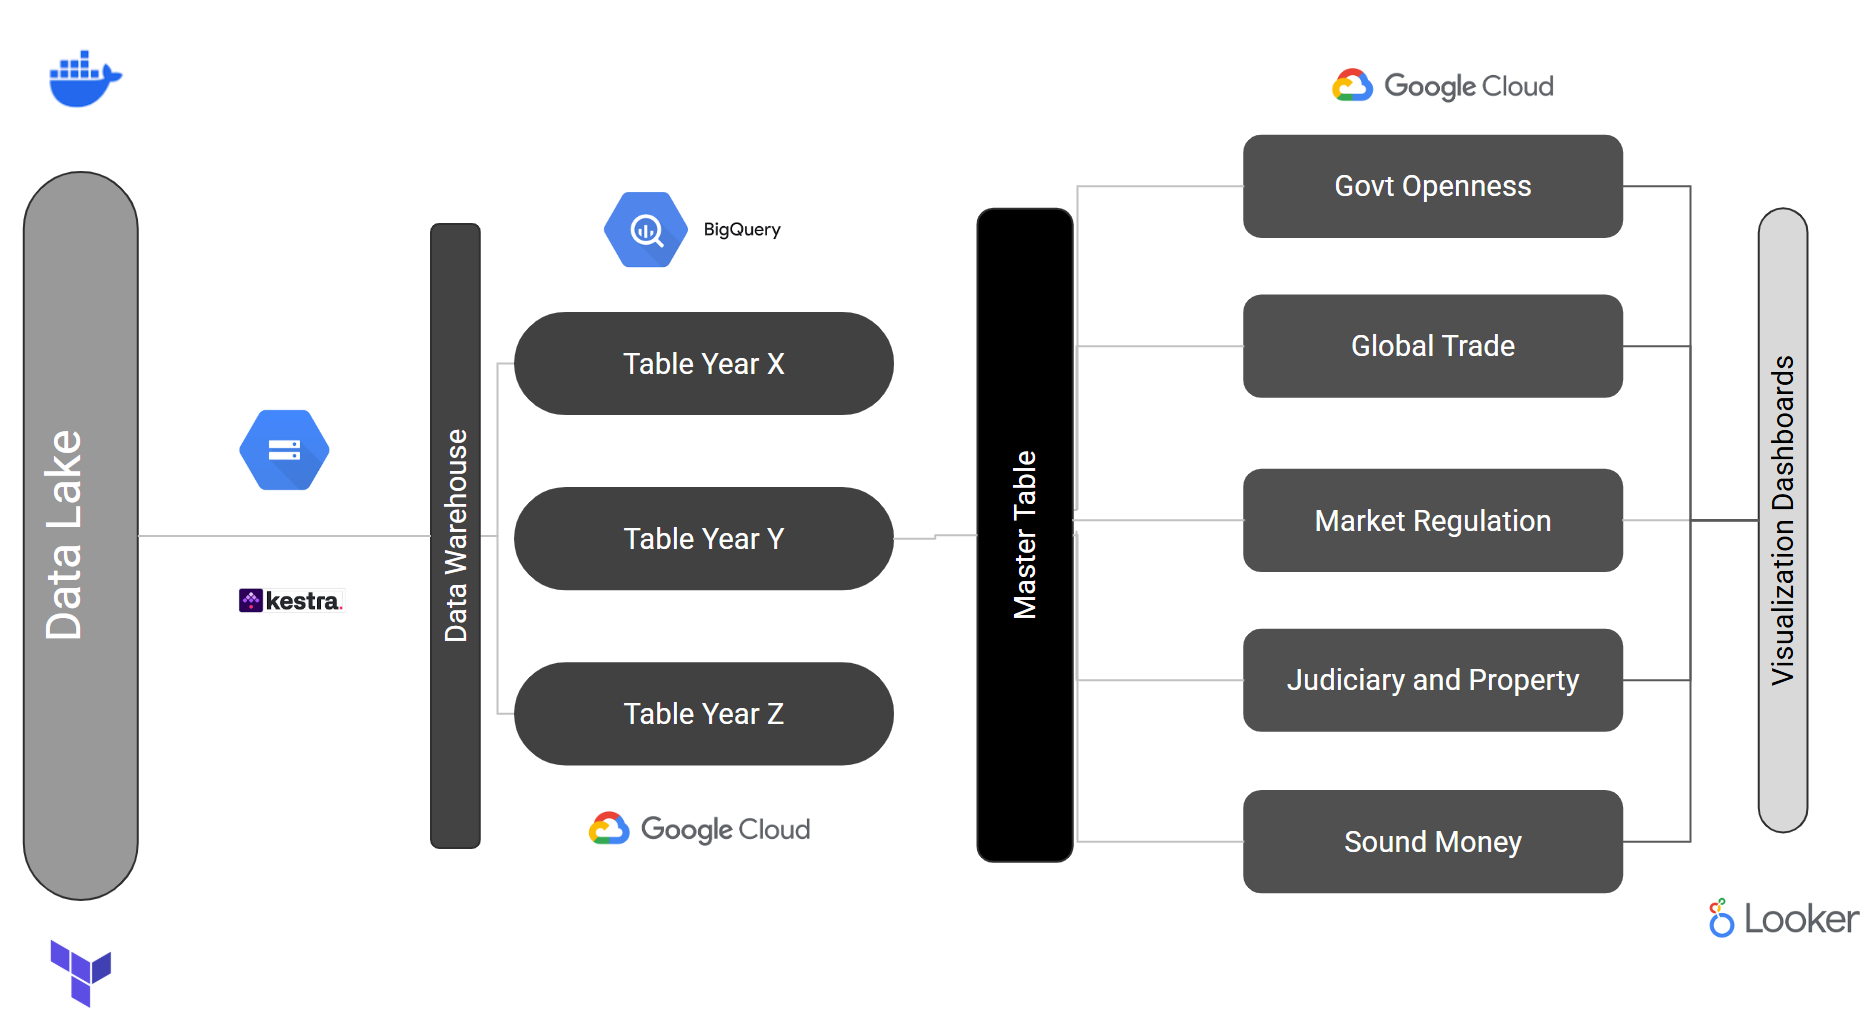 Data Lake
kestra.
Data Warehouse
BigQuery
Table Year X
Table Year Y
Table Year Z
Google Cloud
Master Table
Google Cloud
Govt Openness
Global Trade
Market Regulation
Judiciary and Property
Sound Money
Visualization Dashboards
Looker